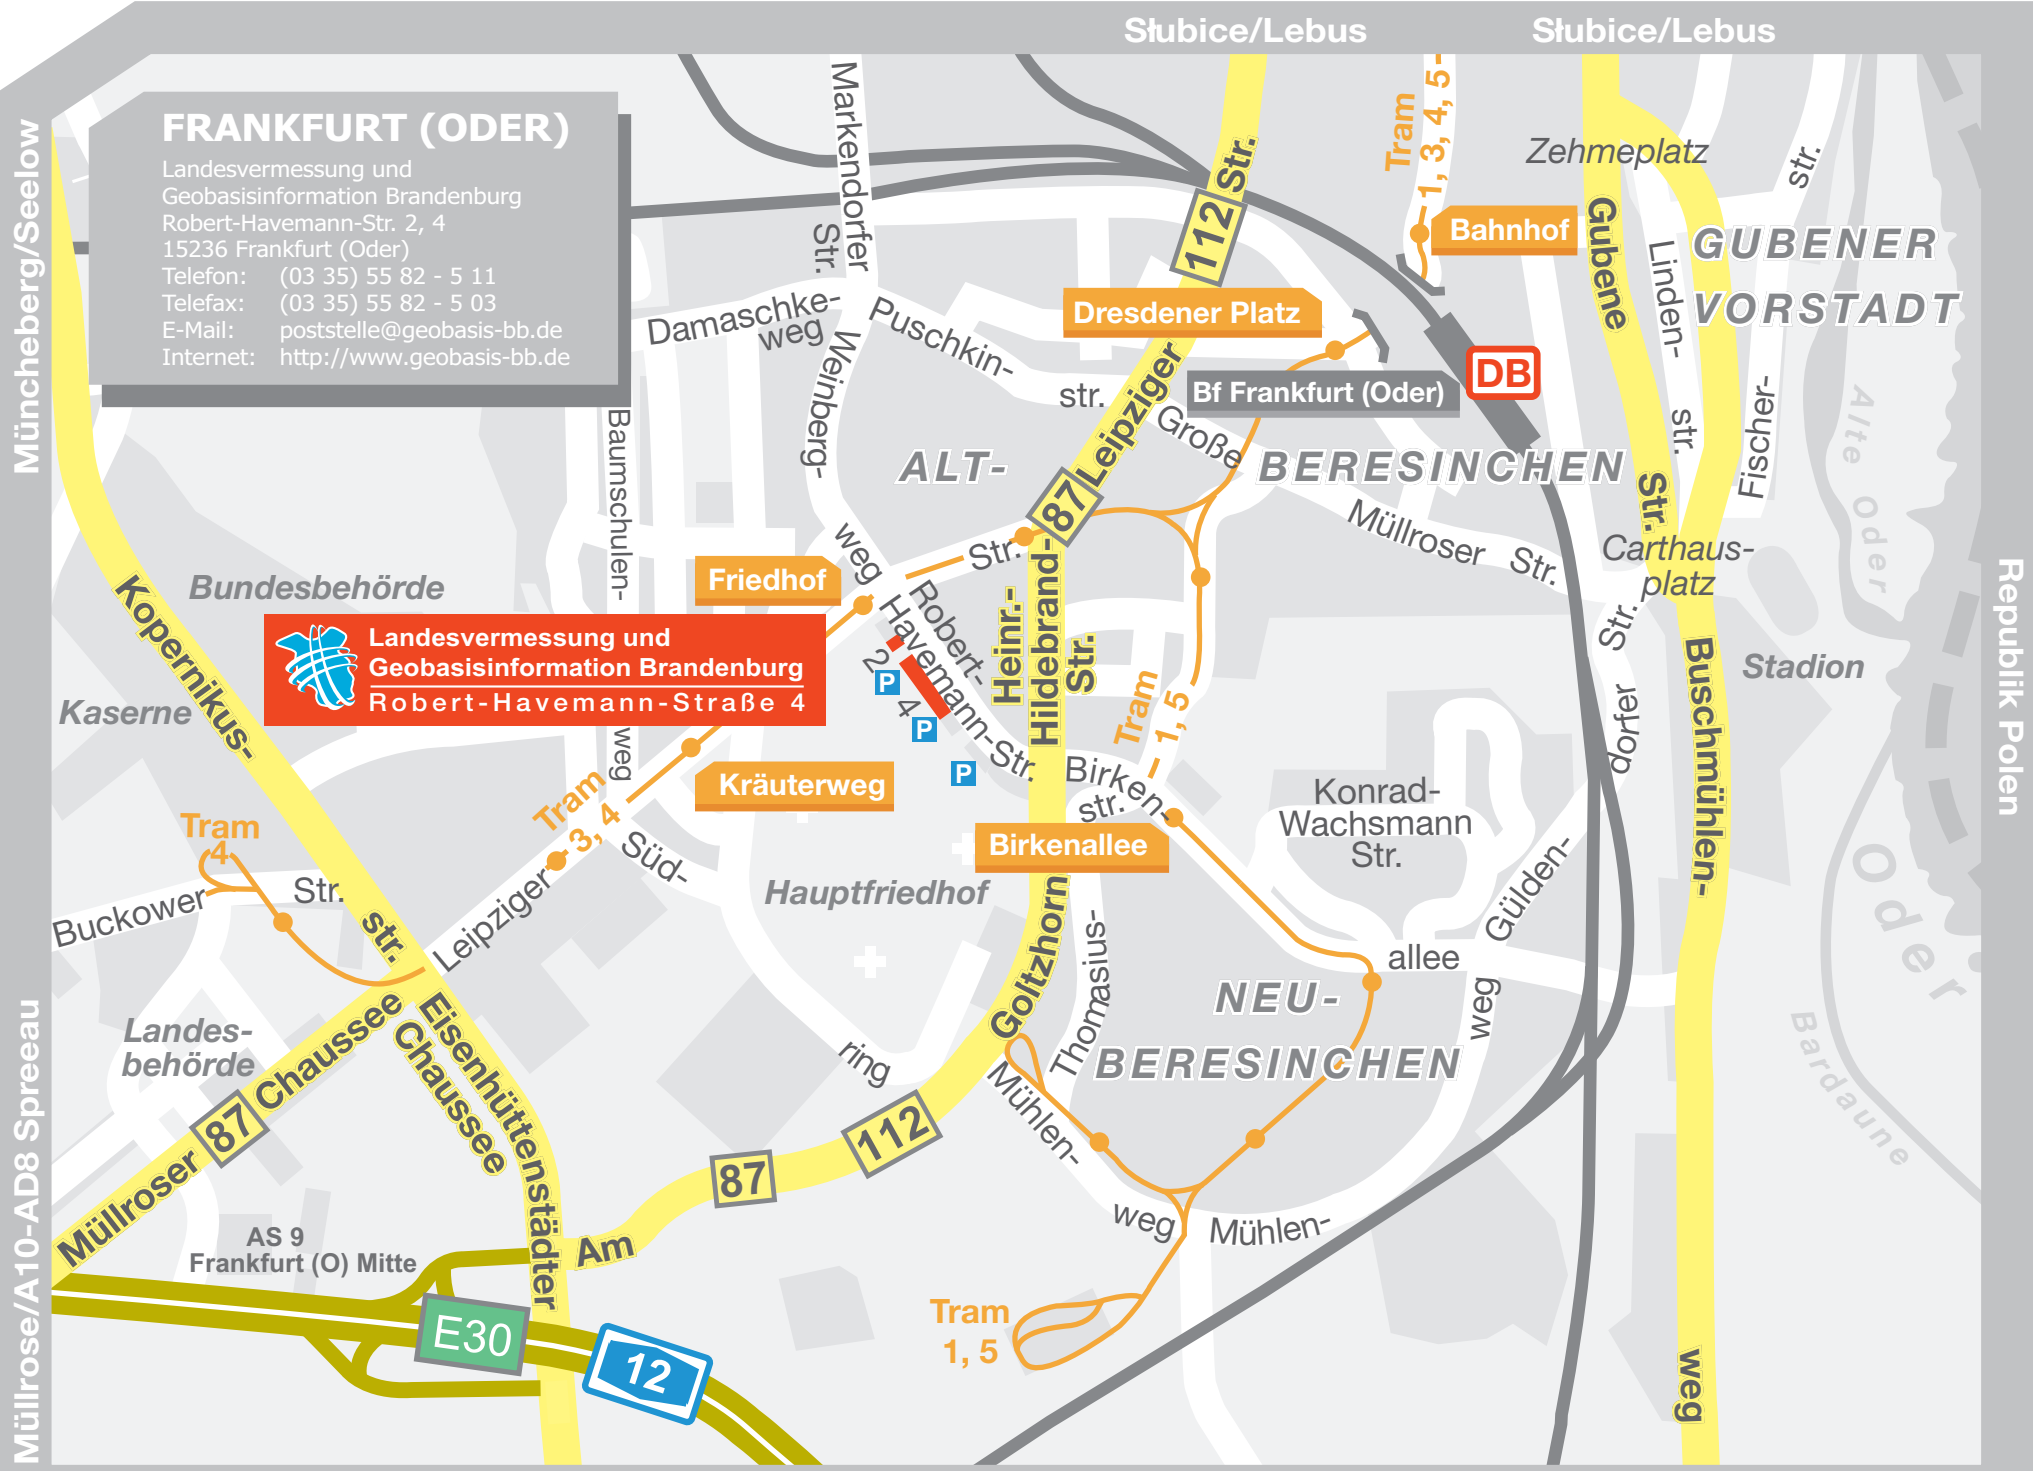 Słubice/Lebus
Słubice/Lebus
Müncheberg/Seelow
Müllrose/A10-AD8 Spreeau
Republik Polen
FRANKFURT (ODER)
Landesvermessung und
Geobasisinformation Brandenburg
Robert-Havemann-Str. 2, 4
15236 Frankfurt (Oder)
Telefon: (03 35) 55 82 - 5 11
Telefax: (03 35) 55 82 - 5 03
E-Mail: poststelle@geobasis-bb.de
Internet: http://www.geobasis-bb.de
Markendorfer
Str.
112
Str.
Tram
1, 3, 4, 5
Bahnhof
Zehmeplatz
str.
Gubene
Linden-
str.
GUBENER
VORSTADT
Fischer-
Damaschke-
weg
Puschkin-
str.
Weinberg-
weg
Dresdener Platz
Bf Frankfurt (Oder)
DB
Leipziger
Große
ALT-
BERESINCHEN
87
Müllroser
Str.
Str.
Carthaus-
platz
Alte Oder
Baumschulen-
weg
Bundesbehörde
Kopernikus-
str.
Friedhof
Str.
Robert-
Havemann-Str.
Heinr.-
Hildebrand-
Str.
Landesvermessung und
Geobasisinformation Brandenburg
Robert-Havemann-Straße 4
2
4
P
P
P
Kaserne
Tram
1, 5
Str.
dorfer
Stadion
Buschmühlen-
weg
Kräuterweg
Tram
3, 4
Tram
4
Birken-
str.
Birkenallee
Konrad-
Wachsmann
Str.
Gülden-
weg
allee
Buckower
Str.
Leipziger
Süd-
ring
Hauptfriedhof
Goltzhorn
Thomasius-
NEU-
BERESINCHEN
Oder
Bardaune
Landes-
behörde
Müllroser
87
Chaussee
Eisenhüttenstädter
Chaussee
112
87
Am
Mühlen-
weg
Mühlen-
AS 9
Frankfurt (O) Mitte
E30
12
Tram
1, 5